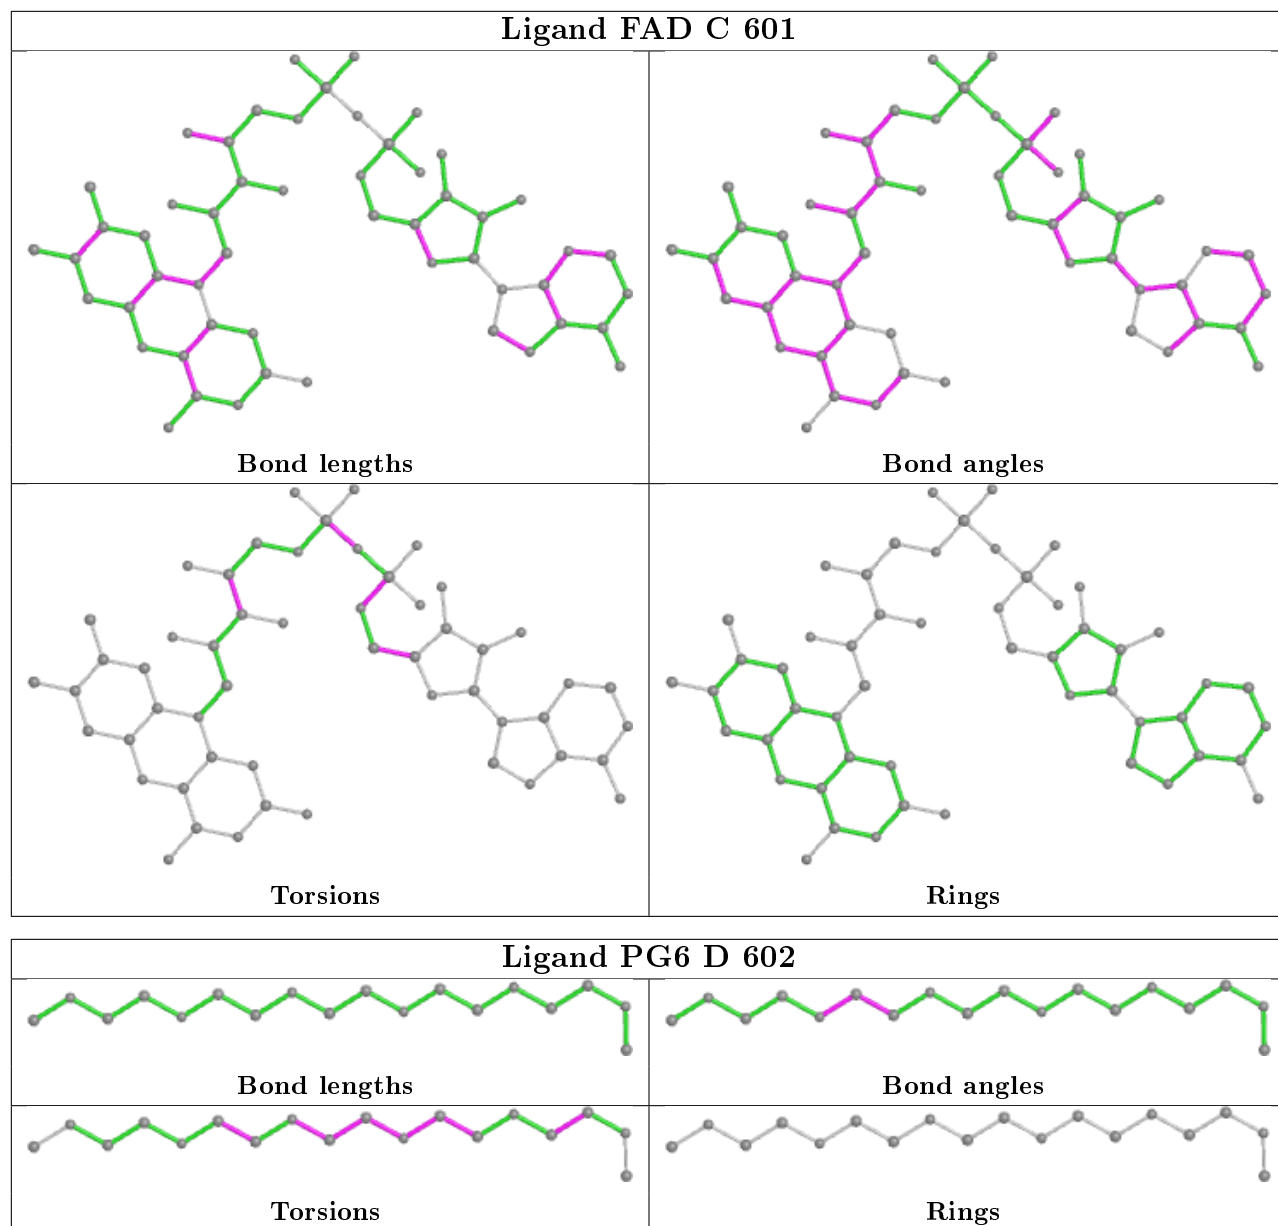 Ligand FAD C 601
Bond lengths
Bond angles
Torsions
Rings
Ligand PG6 D 602
Bond lengths
Bond angles
Torsions
Rings